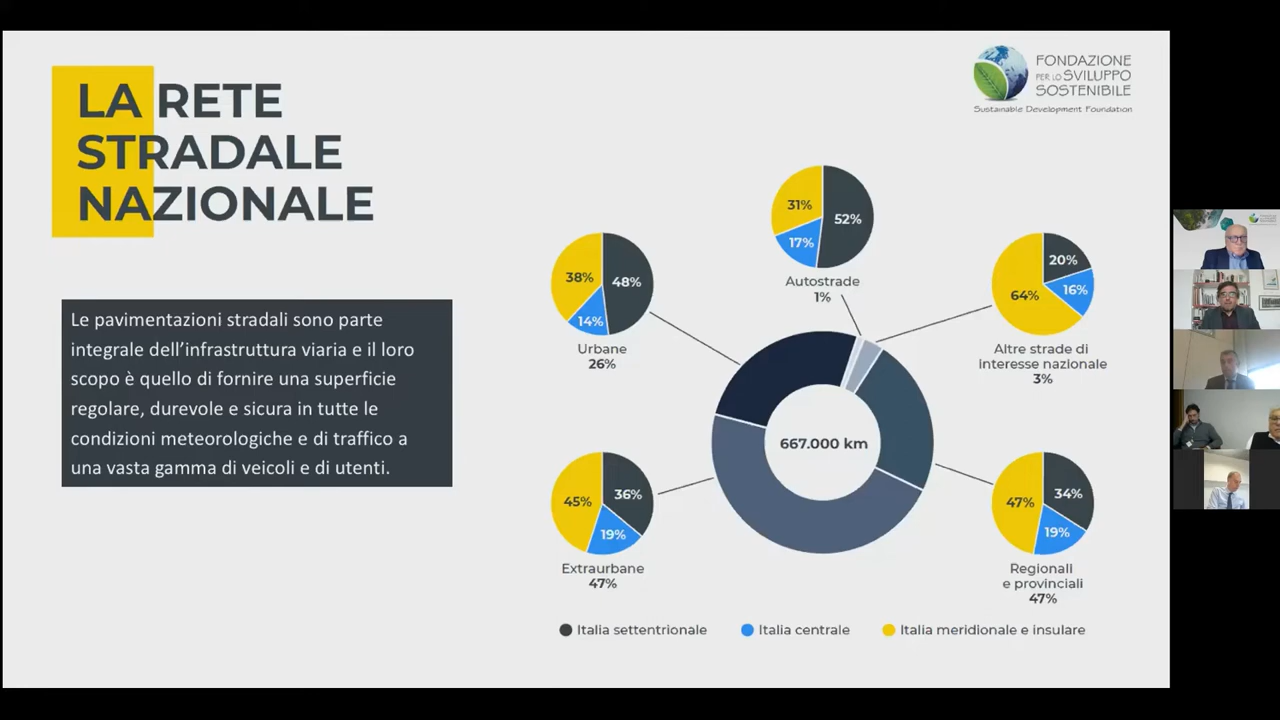 LA RETE
STRADALE
NAZIONALE
FONDAZIONE
PER LO SVILUPPO
SOSTENIBILE
Sustainable Development Foundation
Le pavimentazioni stradali sono parte
integrale dell’infrastruttura viaria e il loro
scopo è quello di fornire una superficie
regolare, durevole e sicura in tutte le
condizioni meteorologiche e di traffico a
una vasta gamma di veicoli e di utenti.
31%
52%
17%
Autostrade
1%
38%
48%
14%
Urbane
26%
20%
16%
64%
Altre strade di
interesse nazionale
3%
667.000 km
45%
36%
19%
Extraurbane
47%
47%
34%
19%
Regionali
e provinciali
47%
Italia settentrionale
Italia centrale
Italia meridionale e insulare